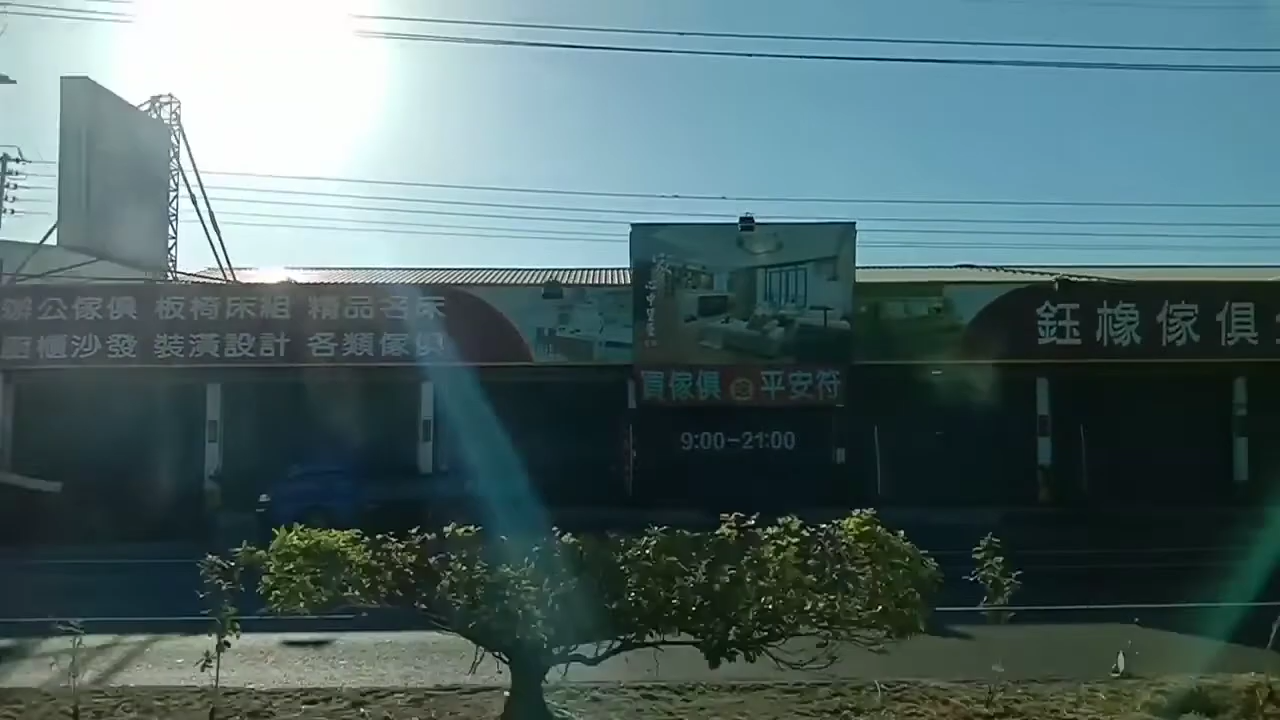 辦公傢俱 板椅床組 精品名床
廚櫃沙發 裝潢設計 各類傢俱
鈺橡傢俱
買傢俱 平安符
9:00-21:00